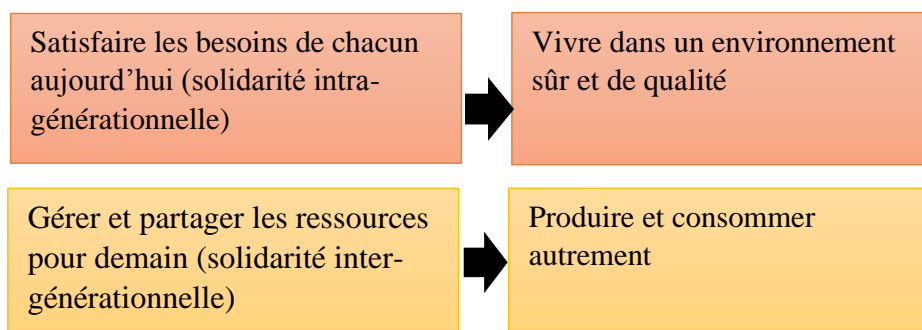 Satisfaire les besoins de chacun
aujourd’hui (solidarité intra-
générationnelle)
Vivre dans un environnement
sûr et de qualité
Gérer et partager les ressources
pour demain (solidarité inter-
générationnelle)
Produire et consommer
autrement